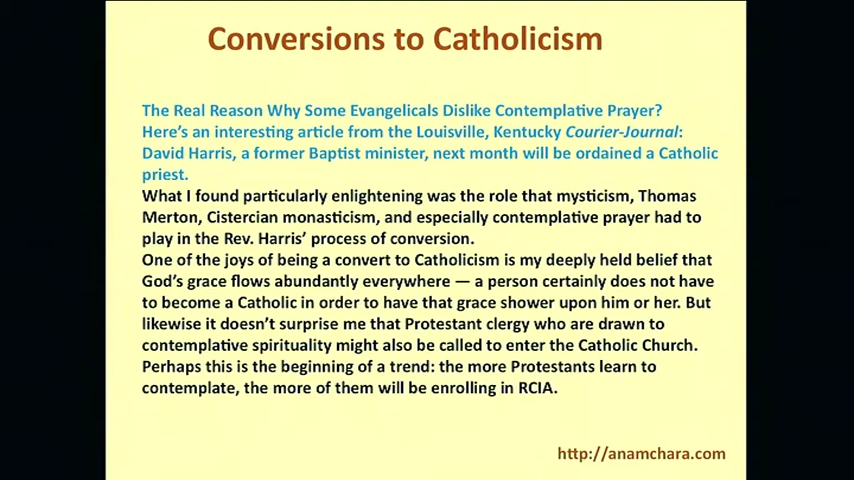 Conversions to Catholicism
The Real Reason Why Some Evangelicals Dislike Contemplative Prayer?
Here's an interesting article from the Louisville, Kentucky Courier-Journal:
David Harris, a former Baptist minister, next month will be ordained a Catholic
priest.
What I found particularly enlightening was the role that mysticism, Thomas
Merton, Cistercian monasticism, and especially contemplative prayer had to
play in the Rev. Harris' process of conversion.
One of the joys of being a convert to Catholicism is my deeply held belief that
God's grace flows abundantly everywhere — a person certainly does not have
to become a Catholic in order to have that grace shower upon him or her. But
likewise it doesn't surprise me that Protestant clergy who are drawn to
contemplative spirituality might also be called to enter the Catholic Church.
Perhaps this is the beginning of a trend: the more Protestants learn to
contemplate, the more of them will be enrolling in RCIA.
http://anamchara.com